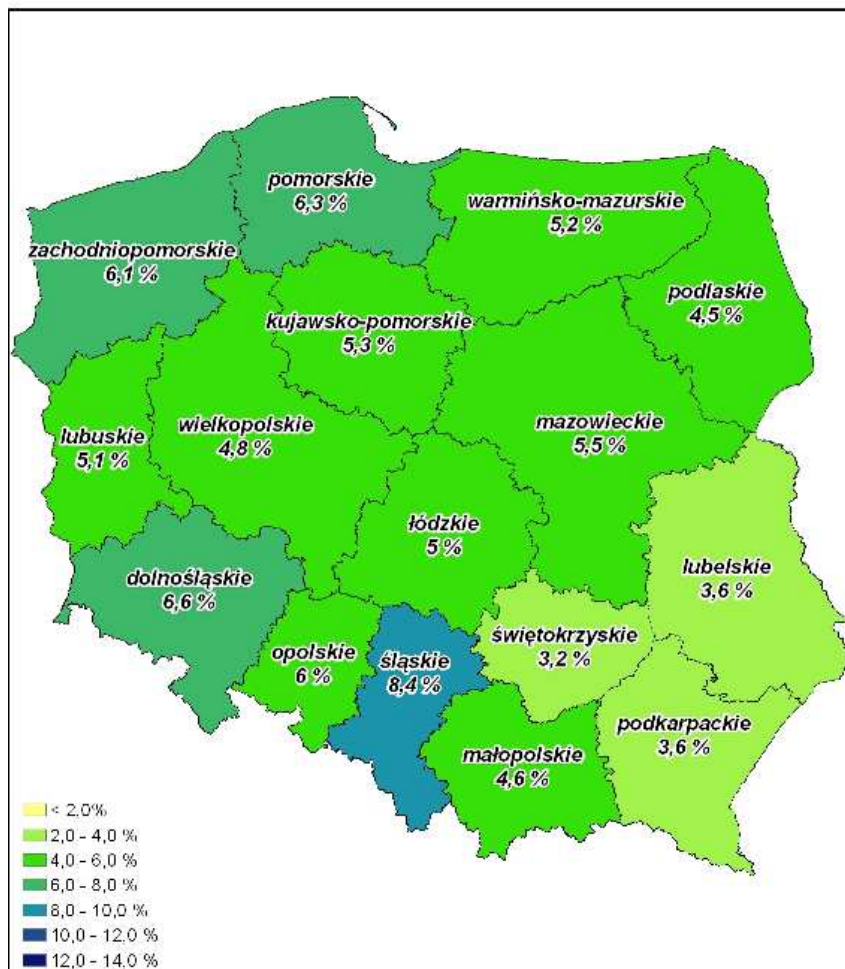 pomorskie
6,3 %
warmińsko-mazurskie
5,2 %
zachodniopomorskie
6,1 %
podlaskie
4,5 %
kujawsko-pomorskie
5,3 %
mazowieckie
5,5 %
wielkopolskie
4,8 %
lubuskie
5,1 %
łódzkie
5 %
lubelskie
3,6 %
dolnośląskie
6,6 %
świętokrzyskie
3,2 %
opolskie
6 %
śląskie
8,4 %
podkarpackie
3,6 %
małopolskie
4,6 %
< 2,0%
2,0 - 4,0 %
4,0 - 6,0 %
6,0 - 8,0 %
8,0 - 10,0 %
10,0 - 12,0 %
12,0 - 14,0 %